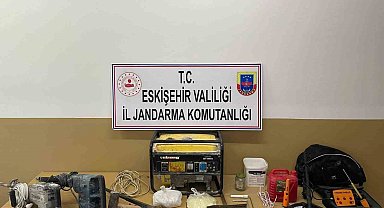 T.C.
ESKİŞEHİR VALİLİĞİ
İL JANDARMA KOMUTANLIĞI